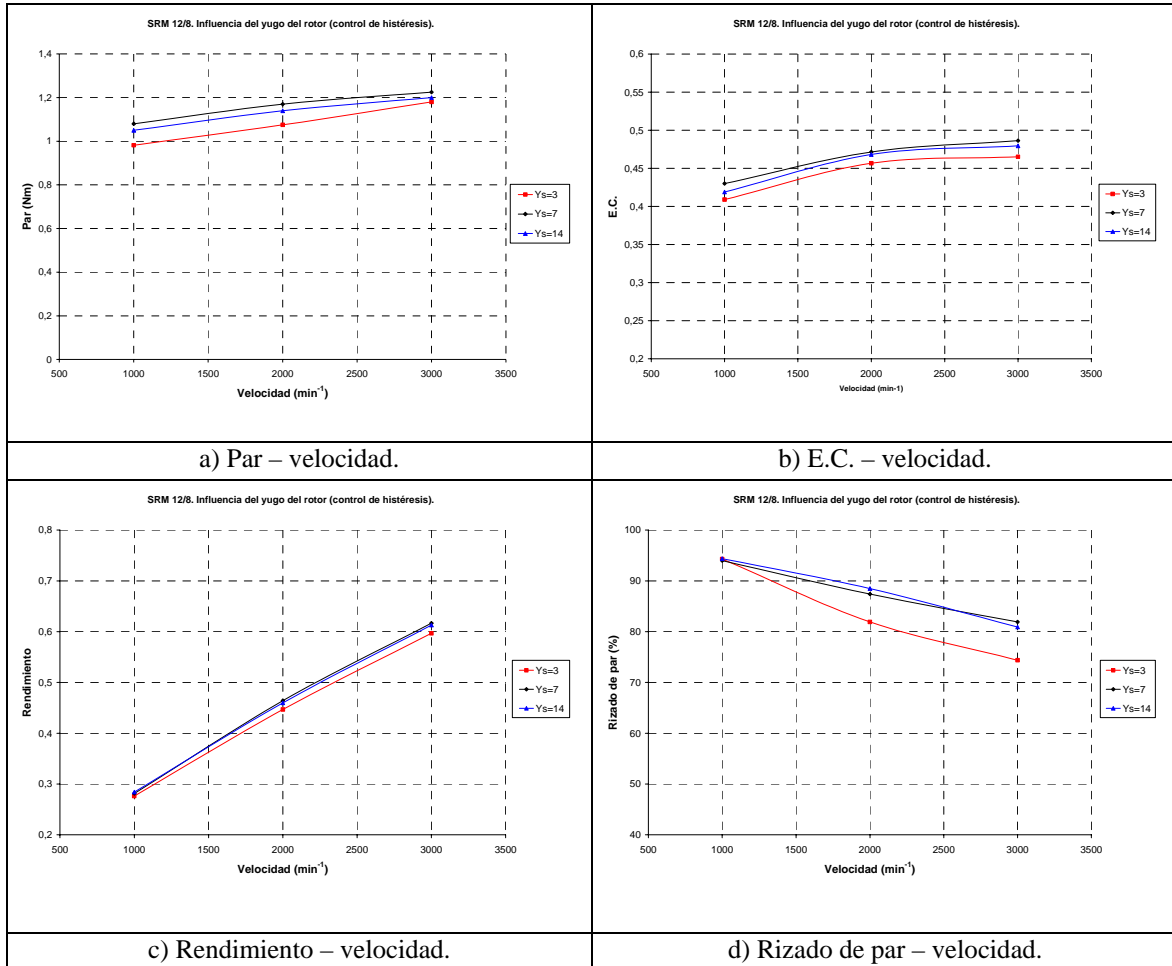 SRM 12/8. Influencia del yugo del rotor (control de histéresis).
1,4
1,2
1
0,8
0,6
0,4
0,2
0
500 1000 1500 2000 2500 3000 3500
Par (Nm)
Velocidad (min-1)
Ys=3
Ys=7
Ys=14
a) Par – velocidad.
SRM 12/8. Influencia del yugo del rotor (control de histéresis).
0,6
0,55
0,5
0,45
0,4
0,35
0,3
0,25
0,2
500 1000 1500 2000 2500 3000 3500
E.C.
Velocidad (min-1)
Ys=3
Ys=7
Ys=14
b) E.C. – velocidad.
SRM 12/8. Influencia del yugo del rotor (control de histéresis).
0,8
0,7
0,6
0,5
0,4
0,3
0,2
500 1000 1500 2000 2500 3000 3500
Rendimiento
Velocidad (min-1)
Ys=3
Ys=7
Ys=14
c) Rendimiento – velocidad.
SRM 12/8. Influencia del yugo del rotor (control de histéresis).
100
90
80
70
60
50
40
500 1000 1500 2000 2500 3000 3500
Rizado de par (%)
Velocidad (min-1)
Ys=3
Ys=7
Ys=14
d) Rizado de par – velocidad.